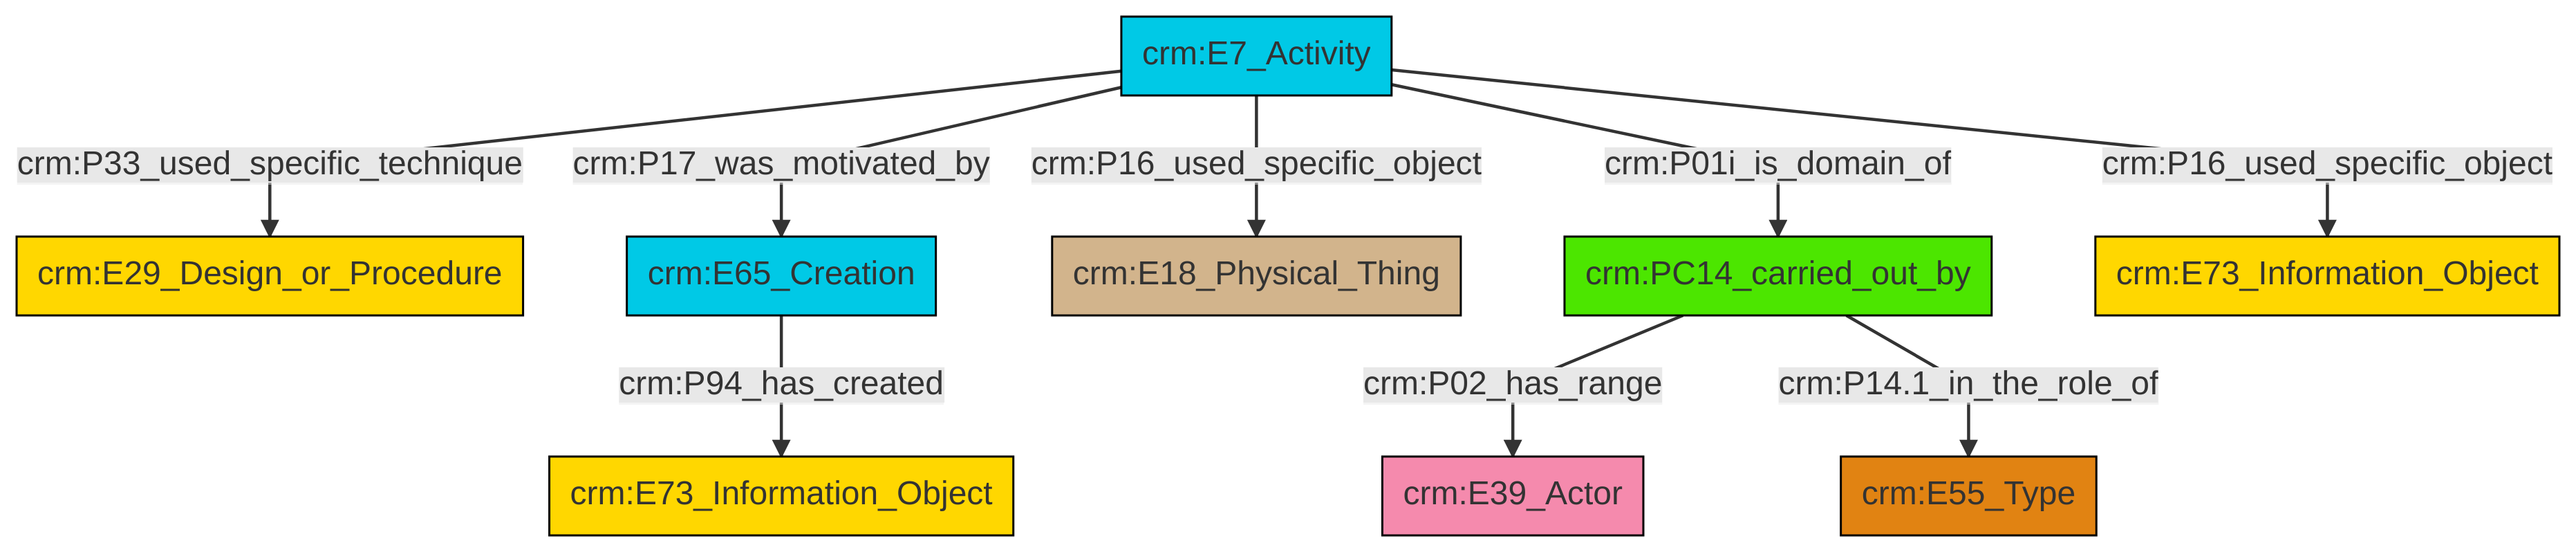 crm:E7_Activity
crm:P33_used_specific_technique
crm:P17_was_motivated_by
crm:P16_used_specific_object
crm:P01i_is_domain_of
crm:P16_used_specific_object
crm:E29_Design_or_Procedure
crm:E65_Creation
crm:E18_Physical_Thing
crm:PC14_carried_out_by
crm:E73_Information_Object
crm:P94_has_created
crm:P02_has_range
crm:P14.1_in_the_role_of
crm:E73_Information_Object
crm:E39_Actor
crm:E55_Type